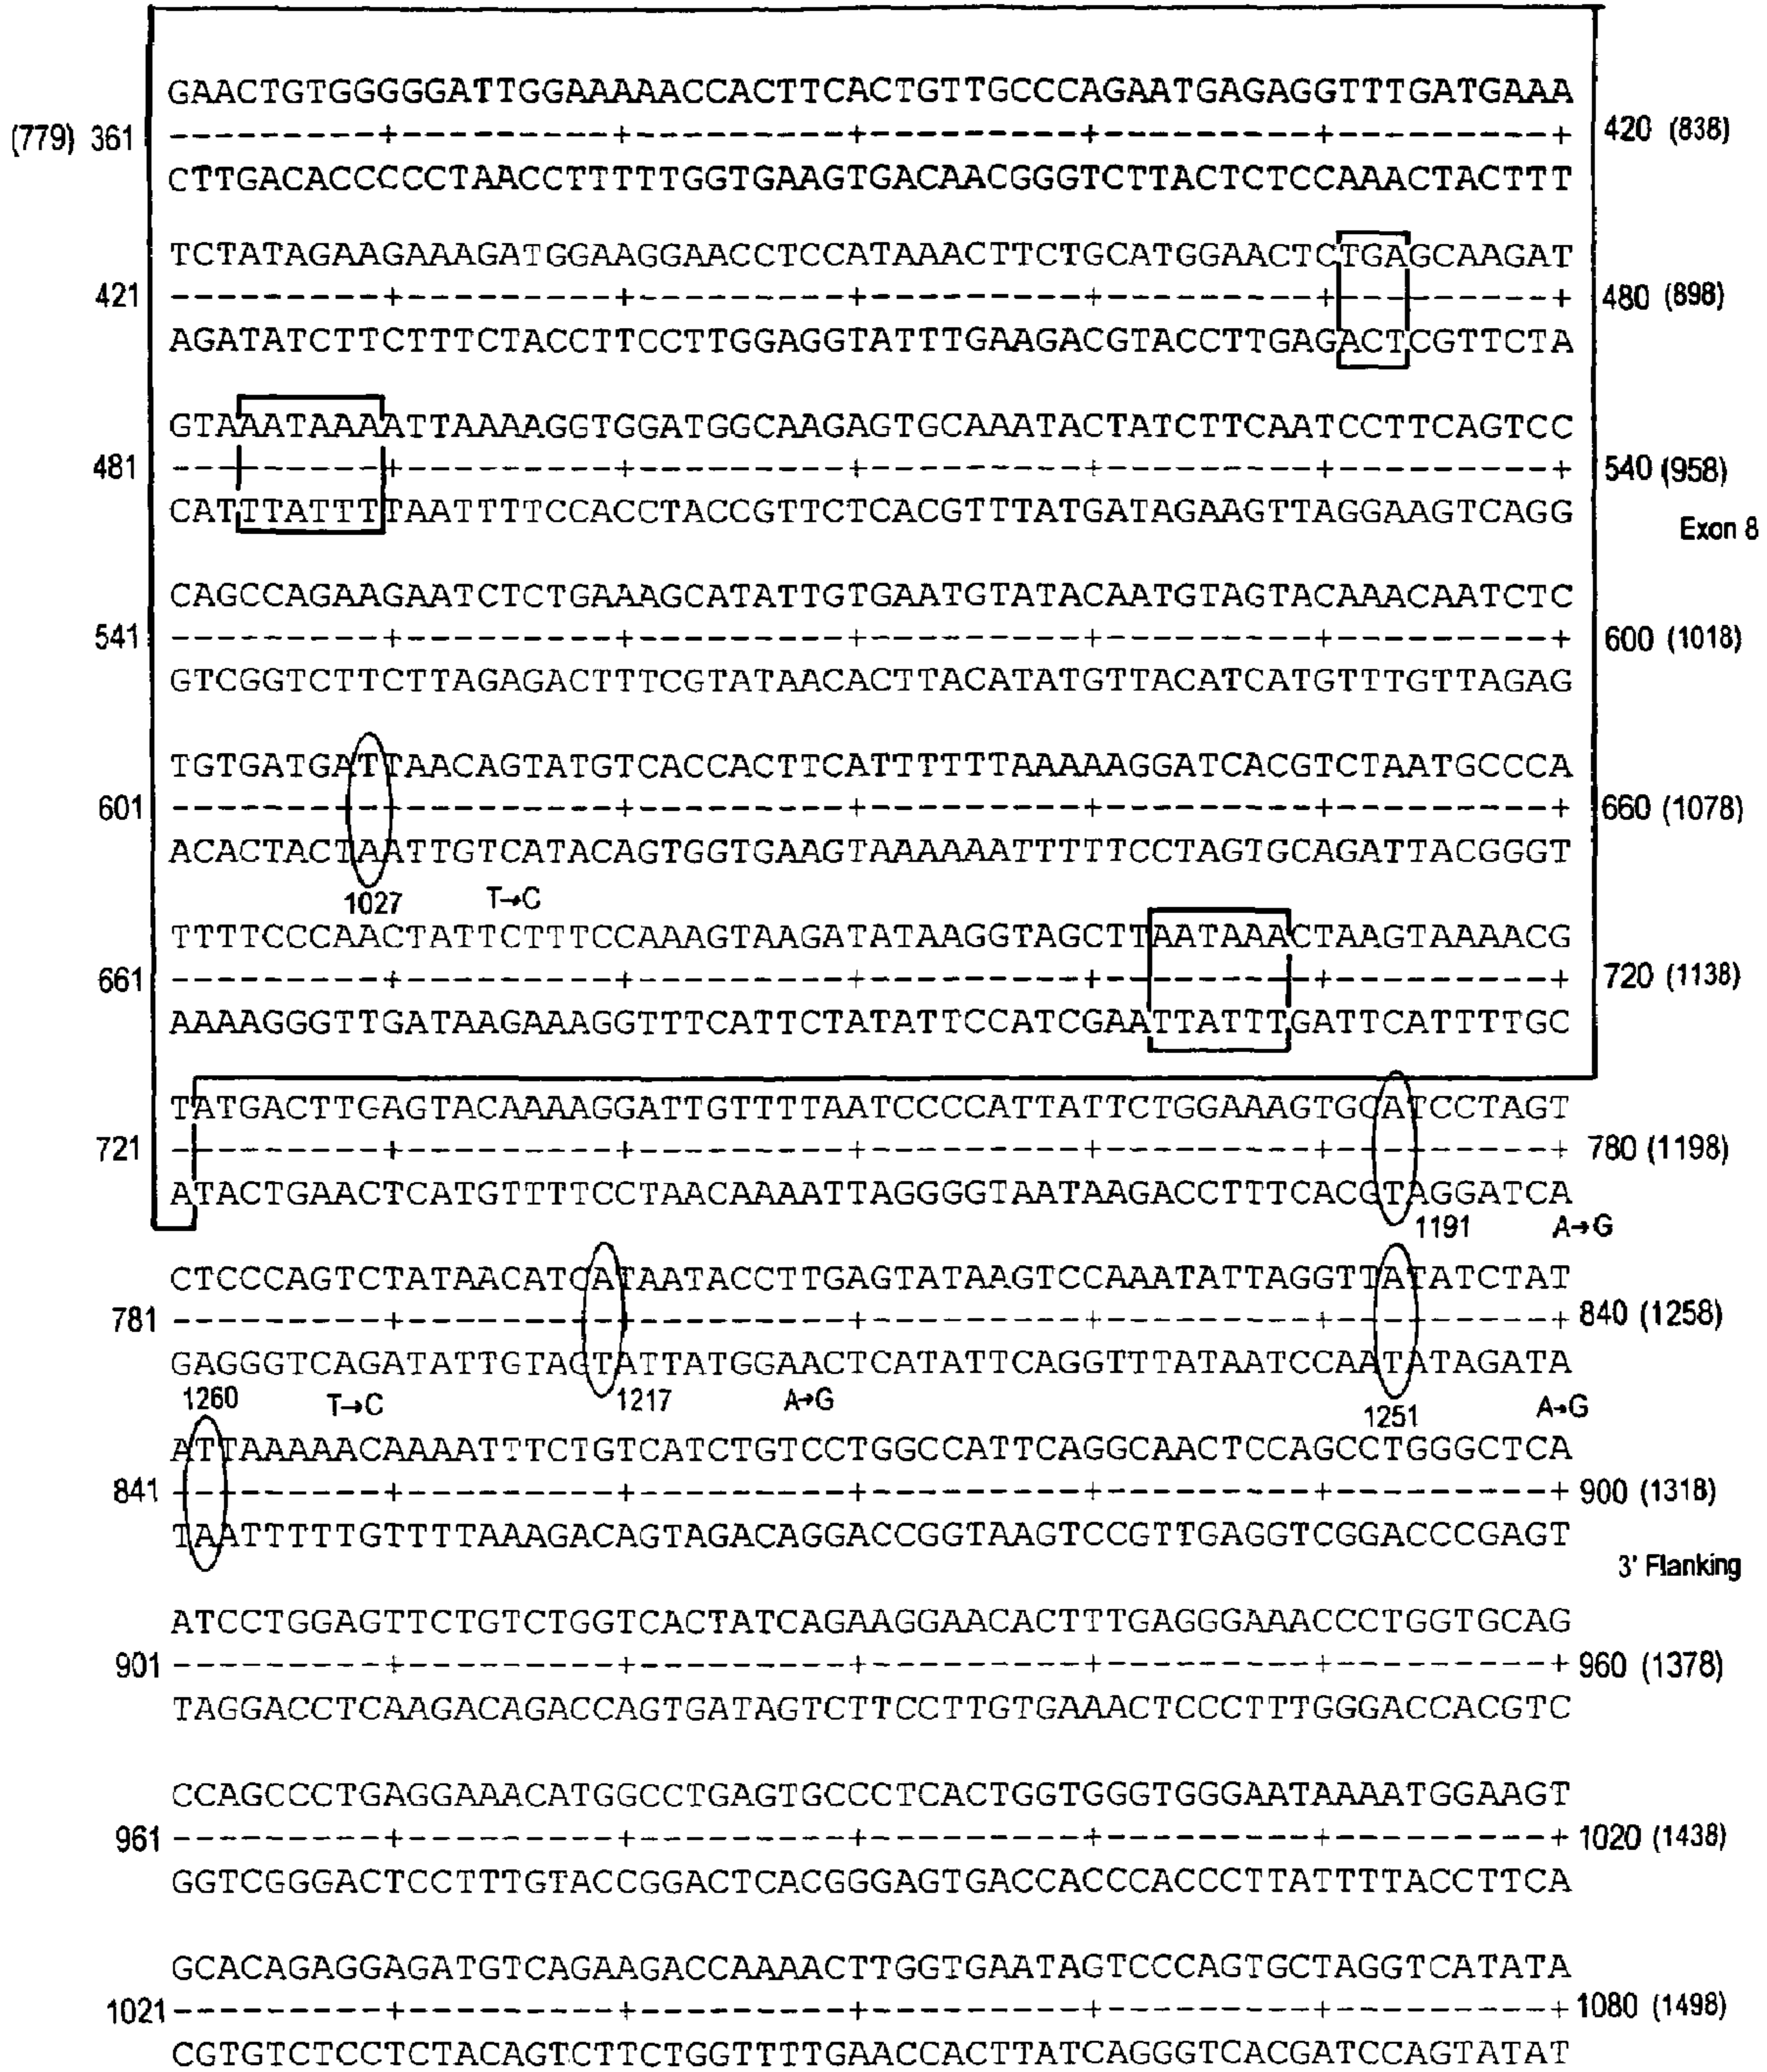 GAACTGTGGGGGATTGGAAAAACCACTTCACTGTTGCCCAGAATGAGAGGTTTGATGAAA
(779) 361 ---------+---------+---------+---------+---------+---------+ 420 (838)
CTTGACACCCCCTAACCTTTTTGGTGAAGTGACAACGGGTCTTACTCTCCAAACTACTTT
TCTATAGAAGAAAGATGGAAGGAACCTCCATAAACTTCTGCATGGAACTCTGAGCAAGAT
421 ---------+---------+---------+---------+---------+---------+ 480 (898)
AGATATCTTCTTTCTACCTTCCTTGGAGGTATTTGAAGACGTACCTTGAGACTCGTTCTA
GTAAATAAAATTAAAAGGTGGATGGCAAGAGTGCAAATACTATCTTCAATCCTTCAGTCC
481 ---------+---------+---------+---------+---------+---------+ 540 (958)
CATTTATTTTAATTTTCCACCTACCGTTCTCACGTTTATGATAGAAGTTAGGAAGTCAGG
Exon 8
CAGCCAGAAGAATCTCTGAAAGCATATTGTGAATGTATACAATGTAGTACAAACAATCTC
541 ---------+---------+---------+---------+---------+---------+ 600 (1018)
GTCGGTCTTCTTAGAGACTTTCGTATAACACTTACATATGTTACATCATGTTTGTTAGAG
TGTGATGATTAACAGTATGTCACCACTTCATTTTTTAAAAAGGATCACGTCTAATGCCCA
601 ---------+---------+---------+---------+---------+---------+ 660 (1078)
ACACTACTAATTGTCATACAGTGGTGAAGTAAAAAATTTTTCCTAGTGCAGATTACGGGT
1027 T→C
TTTTCCCAACTATTCTTTCCAAAGTAAGATATAAGGTAGCTTAATAAACTAAGTAAAACG
661 ---------+---------+---------+---------+---------+---------+ 720 (1138)
AAAAGGGTTGATAAGAAAGGTTTCATTCTATATTCCATCGAATTATTTGATTCATTTTGC
TATGACTTGAGTACAAAAGGATTGTTTTAATCCCCATTATTCTGGAAAGTGCATCCTAGT
721 ---------+---------+---------+---------+---------+---------+ 780 (1198)
ATACTGAACTCATGTTTTCCTAACAAAATTAGGGGTAATAAGACCTTTCACGTAGGATCA
1191 A→G
CTCCCAGTCTATAACATCATAATACCTTGAGTATAAGTCCAAATATTAGGTTATATCTAT
781 ---------+---------+---------+---------+---------+---------+ 840 (1258)
GAGGGTCAGATATTGTAGTATTATGGAACTCATATTCAGGTTTATAATCCAATATAGATA
1260 T→C 1217 A→G 1251 A→G
ATTAAAAACAAAATTTCTGTCATCTGTCCTGGCCATTCAGGCAACTCCAGCCTGGGCTCA
841 ---------+---------+---------+---------+---------+---------+ 900 (1318)
TAATTTTTGTTTTAAAGACAGTAGACAGGACCGGTAAGTCCGTTGAGGTCGGACCCGAGT
3' Flanking
ATCCTGGAGTTCTGTCTGGTCACTATCAGAAGGAACACTTTGAGGGAAACCCTGGTGCAG
901 ---------+---------+---------+---------+---------+---------+ 960 (1378)
TAGGACCTCAAGACAGACCAGTGATAGTCTTCCTTGTGAAACTCCCTTTGGGACCACGTC
CCAGCCCTGAGGAAACATGGCCTGAGTGCCCTCACTGGTGGGTGGGAATAAAATGGAAGT
961 ---------+---------+---------+---------+---------+---------+ 1020 (1438)
GGTCGGGACTCCTTTGTACCGGACTCACGGGAGTGACCACCCACCCTTATTTTACCTTCA
GCACAGAGGAGATGTCAGAAGACCAAAACTTGGTGAATAGTCCCAGTGCTAGGTCATATA
1021 ---------+---------+---------+---------+---------+---------+ 1080 (1498)
CGTGTCTCCTCTACAGTCTTCTGGTTTTGAACCACTTATCAGGGTCACGATCCAGTATAT